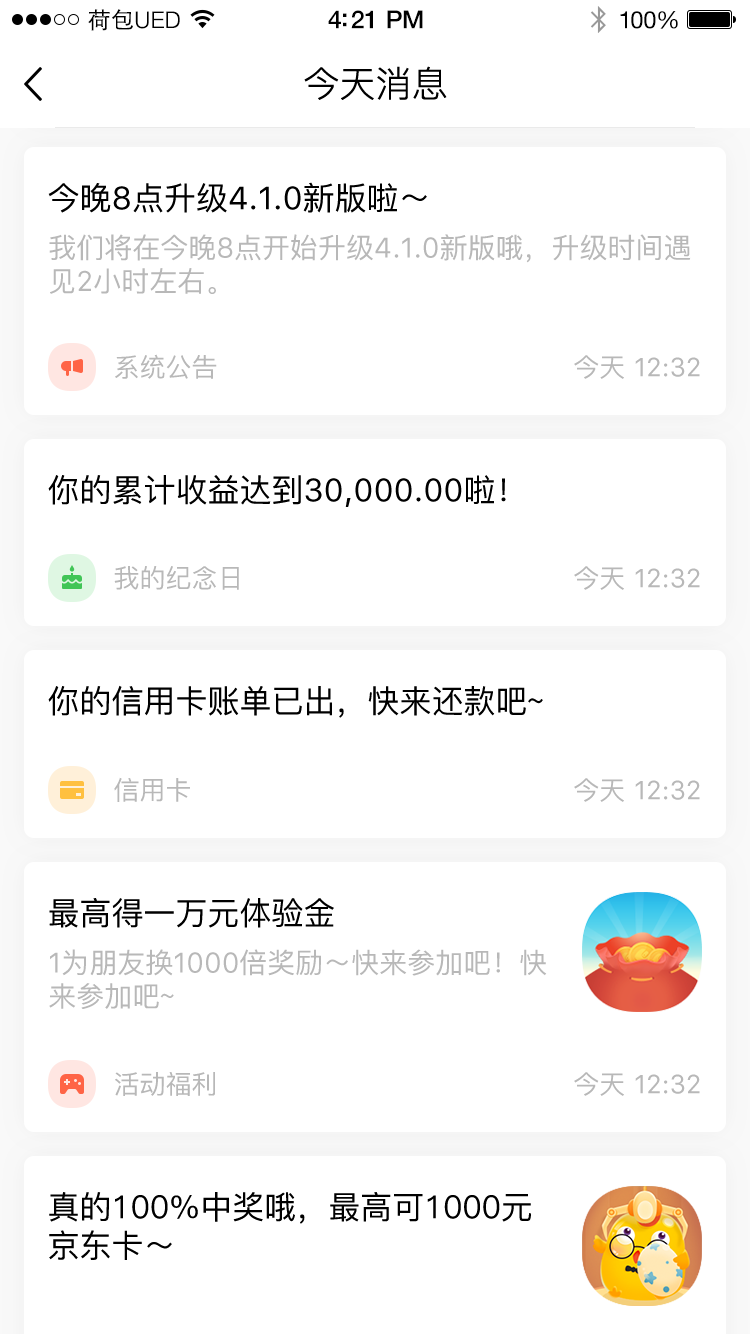 荷包UED 4:21 PM 100%
今天消息
今晚8点升级4.1.0新版啦～
我们将在今晚8点开始升级4.1.0新版哦，升级时间遇
见2小时左右。
系统公告 今天 12:32
你的累计收益达到30,000.00啦！
我的纪念日 今天 12:32
你的信用卡账单已出，快来还款吧~
信用卡 今天 12:32
最高得一万元体验金
1为朋友换1000倍奖励～快来参加吧！快
来参加吧~
活动福利 今天 12:32
真的100%中奖哦，最高可1000元
京东卡～